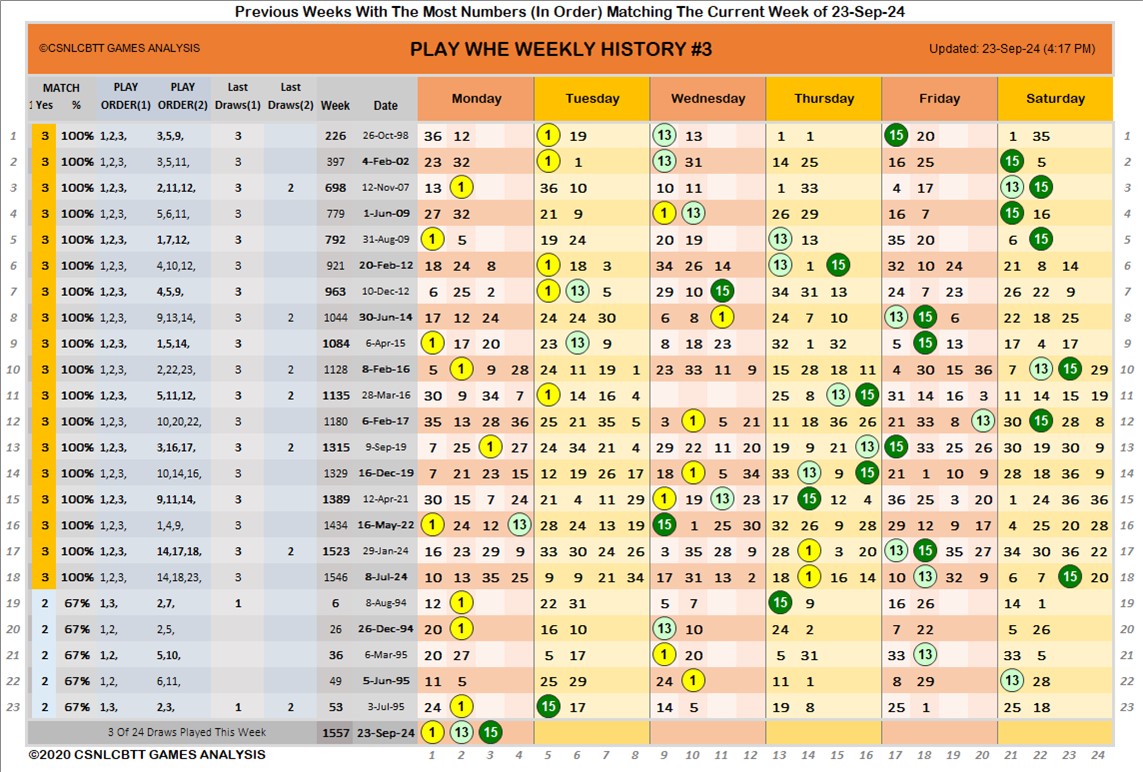 Previous Weeks With The Most Numbers (In Order) Matching The Current Week of 23-Sep-24
©CSNLCBTT GAMES ANALYSIS PLAY WHE WEEKLY HISTORY #3 Updated: 23-Sep-24 (4:17 PM)
MATCH PLAY PLAY Last Last
Yes % ORDER(1) ORDER(2) Draws(1) Draws(2) Week Date Monday Tuesday Wednesday Thursday Friday Saturday
1 3 100% 1,2,3, 3,5,9, 3 226 26-Oct-98 36 12 1 19 13 13 1 1 15 20 1 35 1
2 3 100% 1,2,3, 3,5,11, 3 397 4-Feb-02 23 32 1 1 13 31 14 25 16 25 15 5 2
3 3 100% 1,2,3, 2,11,12, 3 2 698 12-Nov-07 13 1 36 10 10 11 1 33 4 17 13 15 3
4 3 100% 1,2,3, 5,6,11, 3 779 1-Jun-09 27 32 21 9 1 13 26 29 16 7 15 16 4
5 3 100% 1,2,3, 1,7,12, 3 792 31-Aug-09 1 5 19 24 20 19 13 13 35 20 6 15 5
6 3 100% 1,2,3, 4,10,12, 3 921 20-Feb-12 18 24 8 1 18 3 34 26 14 13 1 15 32 10 24 21 8 14 6
7 3 100% 1,2,3, 4,5,9, 3 963 10-Dec-12 6 25 2 1 13 5 29 10 15 34 31 13 24 7 23 26 22 9 7
8 3 100% 1,2,3, 9,13,14, 3 2 1044 30-Jun-14 17 12 24 24 24 30 6 8 1 24 7 10 13 15 6 22 18 25 8
9 3 100% 1,2,3, 1,5,14, 3 1084 6-Apr-15 1 17 20 23 13 9 8 18 23 32 1 32 5 15 13 17 4 17 9
10 3 100% 1,2,3, 2,22,23, 3 2 1128 8-Feb-16 5 1 9 28 24 11 19 1 23 33 11 9 15 28 18 11 4 30 15 36 7 13 15 29 10
11 3 100% 1,2,3, 5,11,12, 3 2 1135 28-Mar-16 30 9 34 7 1 14 16 4 25 8 13 15 31 14 16 3 11 14 15 19 11
12 3 100% 1,2,3, 10,20,22, 3 1180 6-Feb-17 35 13 28 36 25 21 35 5 3 1 5 21 11 18 36 26 21 33 8 13 30 15 28 8 12
13 3 100% 1,2,3, 3,16,17, 3 2 1315 9-Sep-19 7 25 1 27 24 34 21 4 29 22 11 20 19 9 21 13 15 33 25 26 30 19 30 9 13
14 3 100% 1,2,3, 10,14,16, 3 1329 16-Dec-19 7 21 23 15 12 19 26 17 18 1 5 34 33 13 9 15 21 1 10 9 28 18 36 9 14
15 3 100% 1,2,3, 9,11,14, 3 1389 12-Apr-21 30 15 7 24 21 4 11 29 1 19 13 23 17 15 12 4 36 25 3 20 1 24 36 36 15
16 3 100% 1,2,3, 1,4,9, 3 1434 16-May-22 1 24 12 13 28 24 13 19 15 1 25 30 32 26 9 28 29 12 9 17 4 25 20 28 16
17 3 100% 1,2,3, 14,17,18, 3 2 1523 29-Jan-24 16 23 29 9 33 30 24 26 3 35 28 9 28 1 3 20 13 15 35 27 34 30 36 22 17
18 3 100% 1,2,3, 14,18,23, 3 1546 8-Jul-24 10 13 35 25 9 9 21 34 17 31 13 2 18 1 16 14 10 13 32 9 6 7 15 20 18
19 2 67% 1,3, 2,7, 1 6 8-Aug-94 12 1 22 31 5 7 15 9 16 26 14 1 19
20 2 67% 1,2, 2,5, 26 26-Dec-94 20 1 16 10 13 10 24 2 7 22 5 26 20
21 2 67% 1,2, 5,10, 36 6-Mar-95 20 27 5 17 1 20 5 31 33 13 33 5 21
22 2 67% 1,2, 6,11, 49 5-Jun-95 11 5 25 29 24 1 11 1 8 29 13 28 22
23 2 67% 1,3, 2,3, 1 2 53 3-Jul-95 24 1 15 17 14 5 19 8 25 1 25 18 23
3 Of 24 Draws Played This Week 1557 23-Sep-24 1 13 15
©2020 CSNLCBTT GAMES ANALYSIS 1 2 3 4 5 6 7 8 9 10 11 12 13 14 15 16 17 18 19 20 21 22 23 24